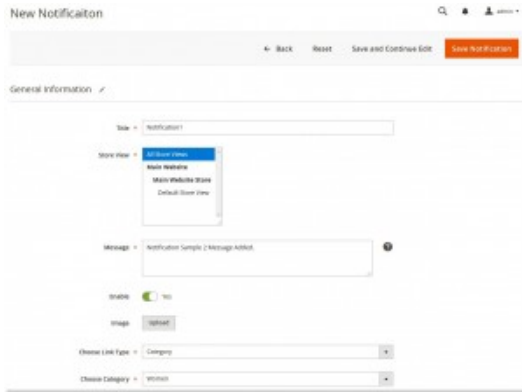 New Notificaiton
admin
Back Reset Save and Continue Edit Save Notification
General Information
Title * Notification1
Store View * All Store Views
Main Website
Main Website Store
Default Store View
Message * Notification Sample 2 Message Added.
Enable Yes
Image Upload
Choose Link Type * Category
Choose Category * Women